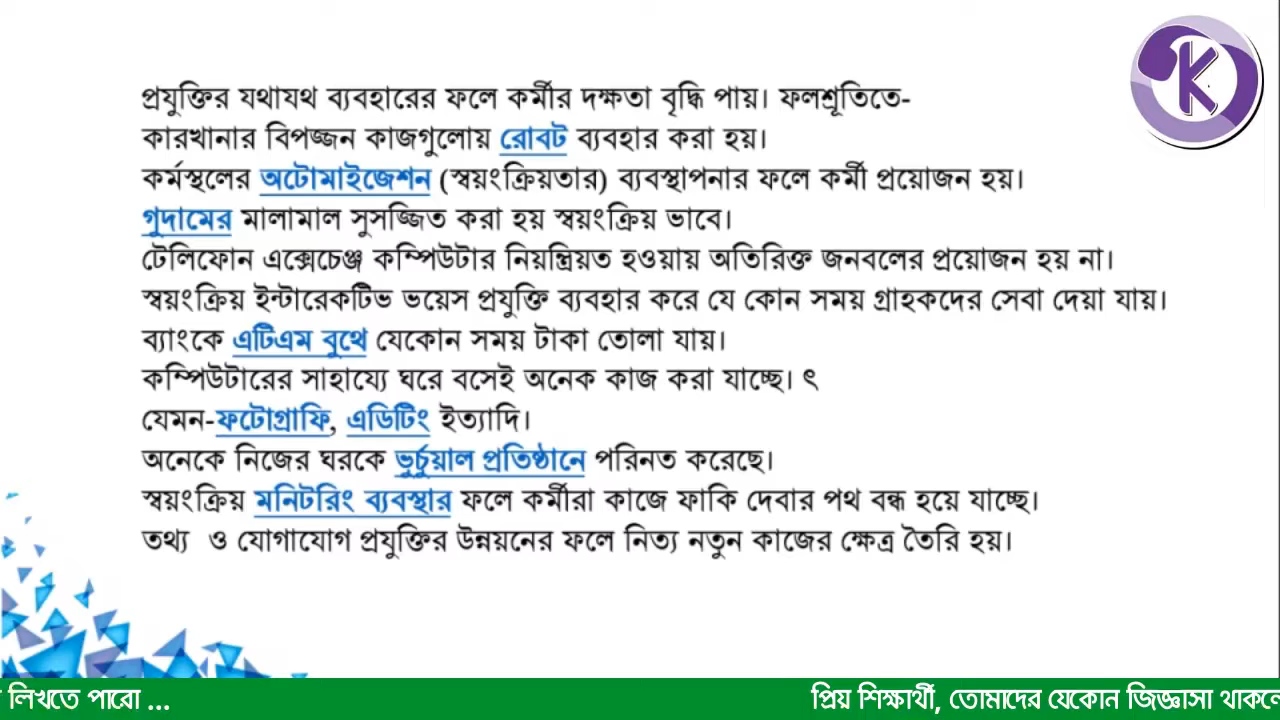 প্রযুক্তির যথাযথ ব্যবহারের ফলে কর্মীর দক্ষতা বৃদ্ধি পায়। ফলশ্রূতিতে-
কারখানার বিপজ্জন কাজগুলোয় রোবট ব্যবহার করা হয়।
কর্মস্থলের অটোমাইজেশন (স্বয়ংক্রিয়তার) ব্যবস্থাপনার ফলে কর্মী প্রয়োজন হয়।
গুদামের মালামাল সুসজ্জিত করা হয় স্বয়ংক্রিয় ভাবে।
টেলিফোন এক্সেচেঞ্জ কম্পিউটার নিয়ন্ত্রিয়ত হওয়ায় অতিরিক্ত জনবলের প্রয়োজন হয় না।
স্বয়ংক্রিয় ইন্টারেকটিভ ভয়েস প্রযুক্তি ব্যবহার করে যে কোন সময় গ্রাহকদের সেবা দেয়া যায়।
ব্যাংকে এটিএম বুথে যেকোন সময় টাকা তোলা যায়।
কম্পিউটারের সাহায্যে ঘরে বসেই অনেক কাজ করা যাচ্ছে। ৎ
যেমন-ফটোগ্রাফি, এডিটিং ইত্যাদি।
অনেকে নিজের ঘরকে ভূর্চুয়াল প্রতিষ্ঠানে পরিনত করেছে।
স্বয়ংক্রিয় মনিটরিং ব্যবস্থার ফলে কর্মীরা কাজে ফাকি দেবার পথ বন্ধ হয়ে যাচ্ছে।
তথ্য ও যোগাযোগ প্রযুক্তির উন্নয়নের ফলে নিত্য নতুন কাজের ক্ষেত্র তৈরি হয়।
K
লিখতে পারো ... প্রিয় শিক্ষার্থী, তোমাদের যেকোন জিজ্ঞাসা থাকলে